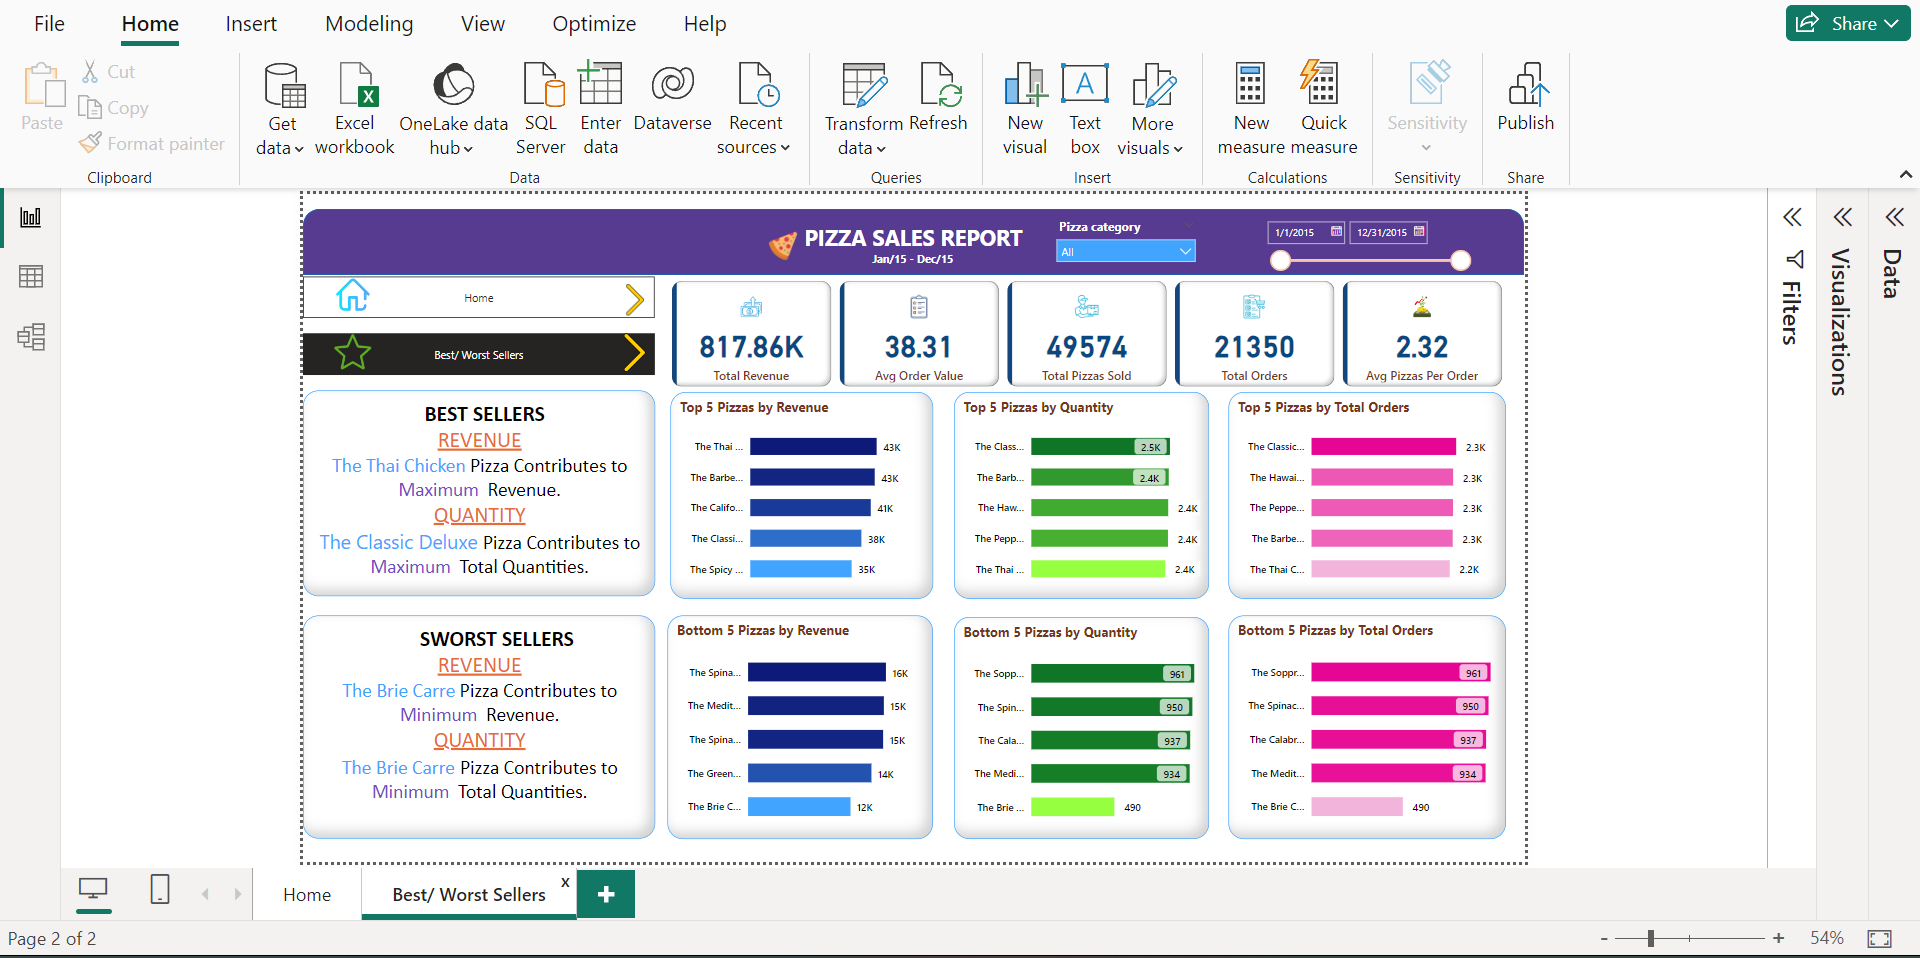 File Home Insert Modeling View Optimize Help Share
Paste
Cut
Copy
Format painter
Clipboard
Get data
Excel workbook
OneLake data hub
SQL Server
Enter data
Dataverse
Recent sources
Data
Transform data
Refresh
Queries
New visual
Text box
More visuals
Insert
New measure
Quick measure
Calculations
Sensitivity
Sensitivity
Publish
Share
PIZZA SALES REPORT
Jan/15 - Dec/15
Pizza category
All
1/1/2015
12/31/2015
Home
Best/ Worst Sellers
817.86K
Total Revenue
38.31
Avg Order Value
49574
Total Pizzas Sold
21350
Total Orders
2.32
Avg Pizzas Per Order
BEST SELLERS
REVENUE
The Thai Chicken Pizza Contributes to
Maximum Revenue.
QUANTITY
The Classic Deluxe Pizza Contributes to
Maximum Total Quantities.
Top 5 Pizzas by Revenue
The Thai ... 43K
The Barbe... 43K
The Califo... 41K
The Classi... 38K
The Spicy ... 35K
Top 5 Pizzas by Quantity
The Class... 2.5K
The Barb... 2.4K
The Haw... 2.4K
The Pepp... 2.4K
The Thai ... 2.4K
Top 5 Pizzas by Total Orders
The Classic... 2.3K
The Hawai... 2.3K
The Peppe... 2.3K
The Barbe... 2.3K
The Thai C... 2.2K
SWORST SELLERS
REVENUE
The Brie Carre Pizza Contributes to
Minimum Revenue.
QUANTITY
The Brie Carre Pizza Contributes to
Minimum Total Quantities.
Bottom 5 Pizzas by Revenue
The Spina... 16K
The Medit... 15K
The Spina... 15K
The Green... 14K
The Brie C... 12K
Bottom 5 Pizzas by Quantity
The Sopp... 961
The Spin... 950
The Cala... 937
The Medi... 934
The Brie ... 490
Bottom 5 Pizzas by Total Orders
The Soppr... 961
The Spinac... 950
The Calabr... 937
The Medit... 934
The Brie C... 490
Filters
Visualizations
Data
Home
Best/ Worst Sellers x
+
Page 2 of 2
- + 54%